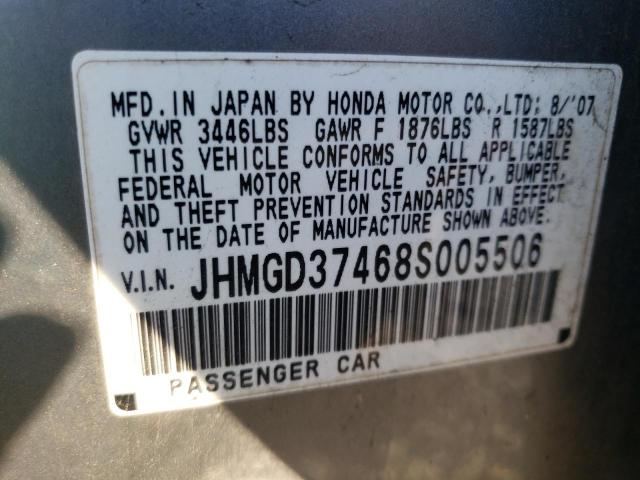 MFD. IN JAPAN BY HONDA MOTOR CO., LTD: 8/'07
GVWR 3446LBS GAWR F 1876LBS R 1587LBS
THIS VEHICLE CONFORMS TO ALL APPLICABLE
FEDERAL MOTOR VEHICLE SAFETY, BUMPER,
AND THEFT PREVENTION STANDARDS IN EFFECT
ON THE DATE OF MANUFACTURE SHOWN ABOVE.
V.I.N. JHMGD37468S005506
PASSENGER CAR